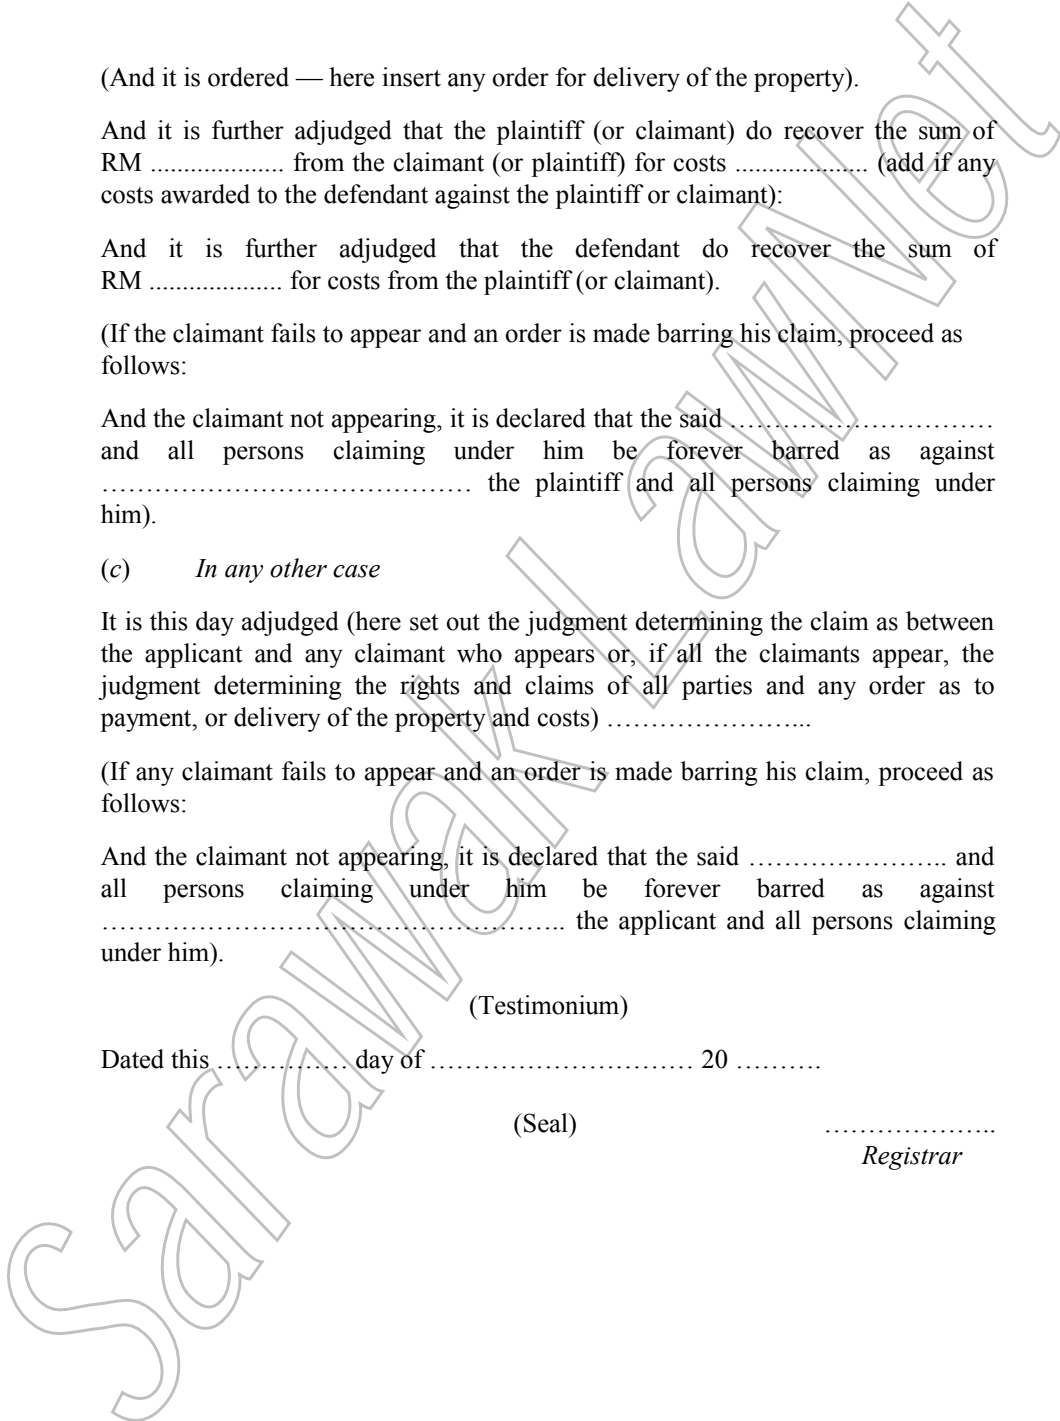 (And it is ordered — here insert any order for delivery of the property).
And it is further adjudged that the plaintiff (or claimant) do recover the sum of
RM .................... from the claimant (or plaintiff) for costs .................... (add if any
costs awarded to the defendant against the plaintiff or claimant):
And it is further adjudged that the defendant do recover the sum of
RM .................... for costs from the plaintiff (or claimant).
(If the claimant fails to appear and an order is made barring his claim, proceed as
follows:
And the claimant not appearing, it is declared that the said …………………………
and all persons claiming under him be forever barred as against
…………………………………… the plaintiff and all persons claiming under
him).
(c) In any other case
It is this day adjudged (here set out the judgment determining the claim as between
the applicant and any claimant who appears or, if all the claimants appear, the
judgment determining the rights and claims of all parties and any order as to
payment, or delivery of the property and costs) …………………...
(If any claimant fails to appear and an order is made barring his claim, proceed as
follows:
And the claimant not appearing, it is declared that the said ………………….. and
all persons claiming under him be forever barred as against
…………………………………………….. the applicant and all persons claiming
under him).
(Testimonium)
Dated this …………… day of ………………………… 20 ……….
(Seal) ………………..
Registrar
Sarawak LawNet